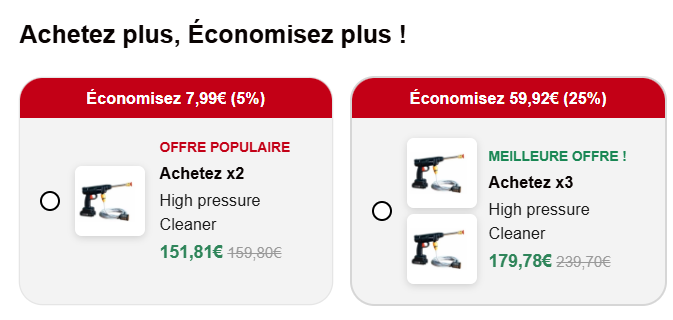 Achetez plus, Économisez plus !
Économisez 7,99€ (5%)
OFFRE POPULAIRE
Achetez x2
High pressure
Cleaner
151,81€ 159,80€
Économisez 59,92€ (25%)
MEILLEURE OFFRE !
Achetez x3
High pressure
Cleaner
179,78€ 239,70€